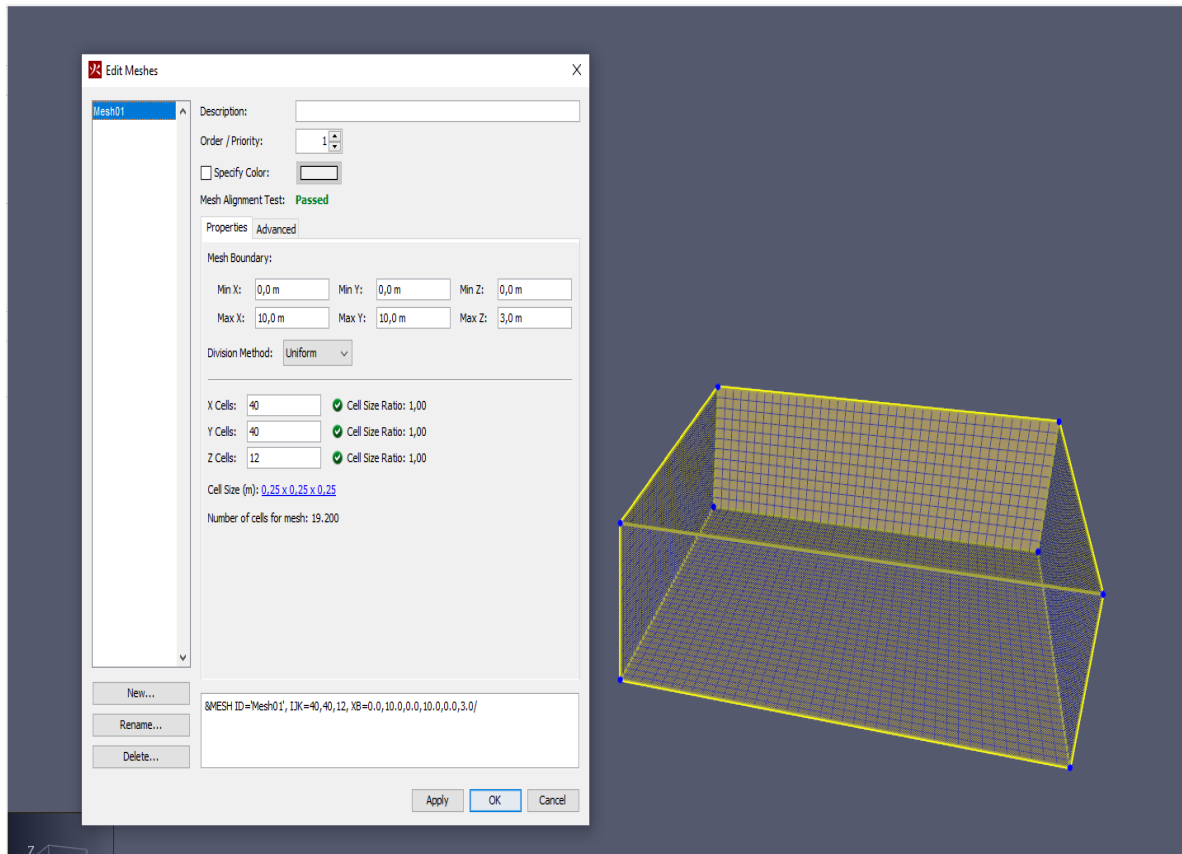 火 Edit Meshes X
Mesh01
Description:
Order / Priority: 1
Specify Color:
Mesh Alignment Test: Passed
Properties Advanced
Mesh Boundary:
Min X: 0,0 m Min Y: 0,0 m Min Z: 0,0 m
Max X: 10,0 m Max Y: 10,0 m Max Z: 3,0 m
Division Method: Uniform
X Cells: 40 Cell Size Ratio: 1,00
Y Cells: 40 Cell Size Ratio: 1,00
Z Cells: 12 Cell Size Ratio: 1,00
Cell Size (m): 0,25 x 0,25 x 0,25
Number of cells for mesh: 19.200
New...
Rename...
Delete...
&MESH ID='Mesh01', IJK=40,40,12, XB=0.0,10.0,0.0,10.0,0.0,3.0/
Apply OK Cancel
Z